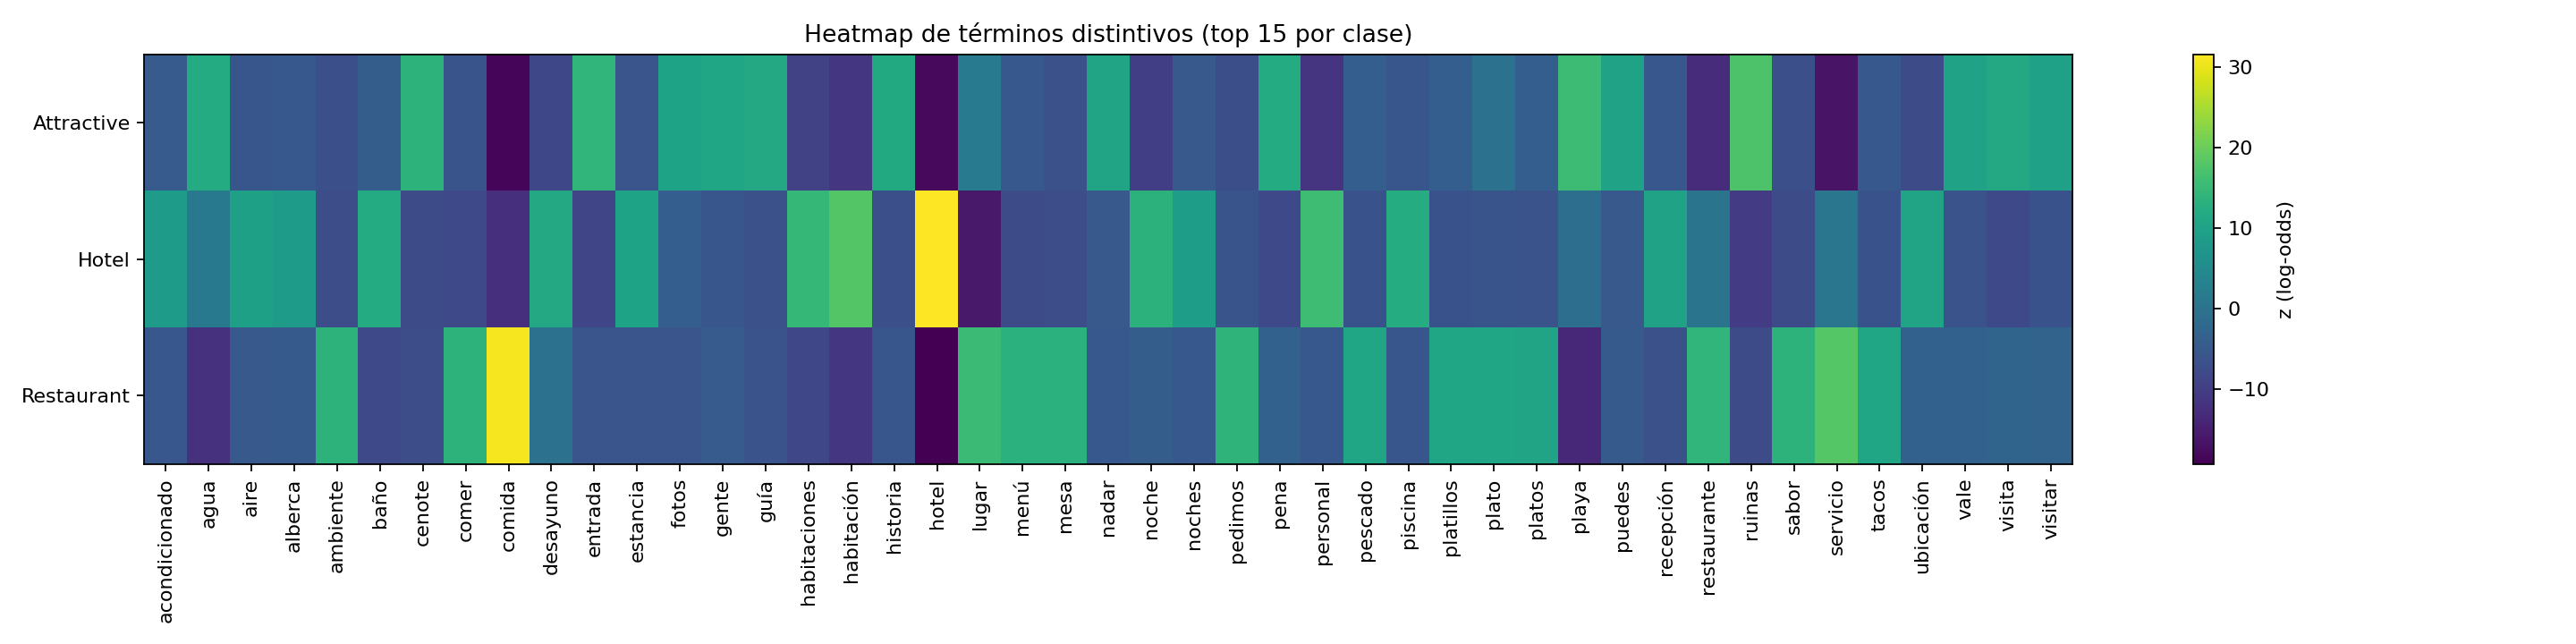 Heatmap de términos distintivos (top 15 por clase)
Attractive
Hotel
Restaurant
acondicionado
agua
aire
alberca
ambiente
baño
cenote
comer
comida
desayuno
entrada
estancia
fotos
gente
guía
habitaciones
habitación
historia
hotel
lugar
menú
mesa
nadar
noche
noches
pedimos
pena
personal
pescado
piscina
platillos
plato
platos
playa
puedes
recepción
restaurante
ruinas
sabor
servicio
tacos
ubicación
vale
visita
visitar
30
20
10
0
−10
z (log-odds)